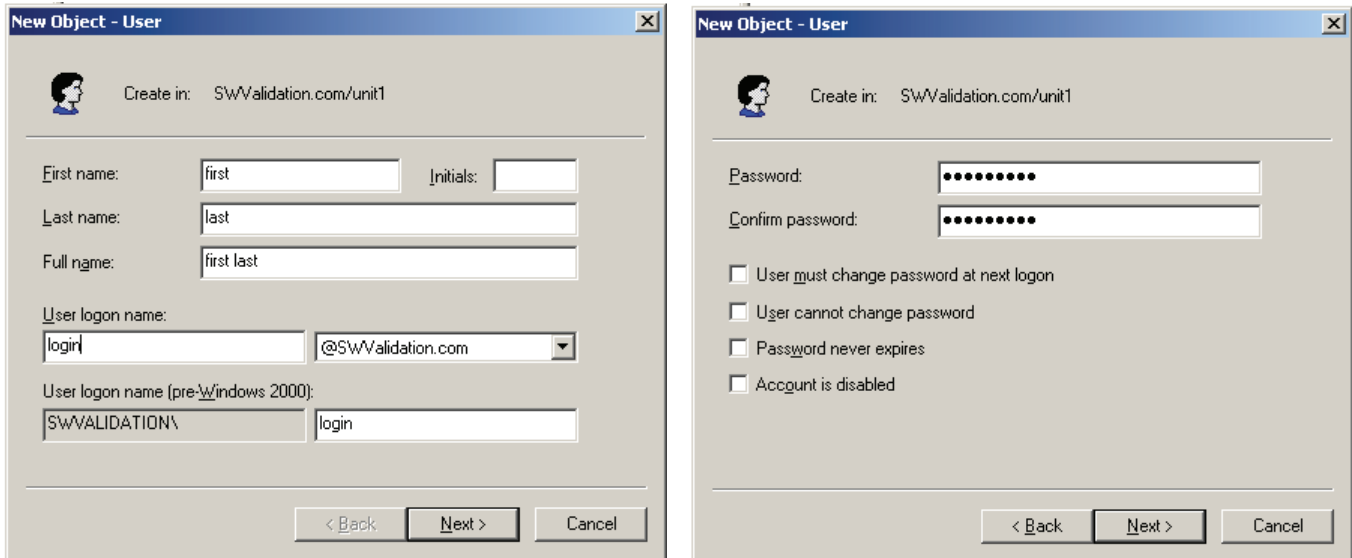 New Object - User
Create in: SWValidation.com/unit1
First name: first Initials:
Last name: last
Full name: first last
User logon name:
login @SWValidation.com
User logon name (pre-Windows 2000):
SWVALIDATION\ login
< Back Next > Cancel
New Object - User
Create in: SWValidation.com/unit1
Password: •••••••••
Confirm password: •••••••••
User must change password at next logon
User cannot change password
Password never expires
Account is disabled
< Back Next > Cancel